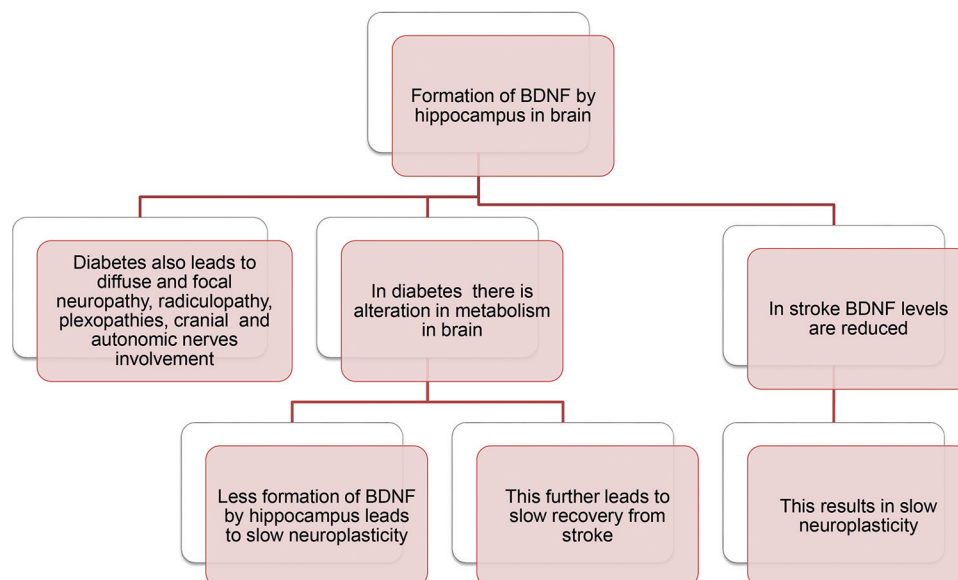 Formation of BDNF by
hippocampus in brain
Diabetes also leads to
diffuse and focal
neuropathy, radiculopathy,
plexopathies, cranial and
autonomic nerves
involvement
In diabetes there is
alteration in metabolism
in brain
In stroke BDNF levels
are reduced
Less formation of BDNF
by hippocampus leads
to slow neuroplasticity
This further leads to
slow recovery from
stroke
This results in slow
neuroplasticity